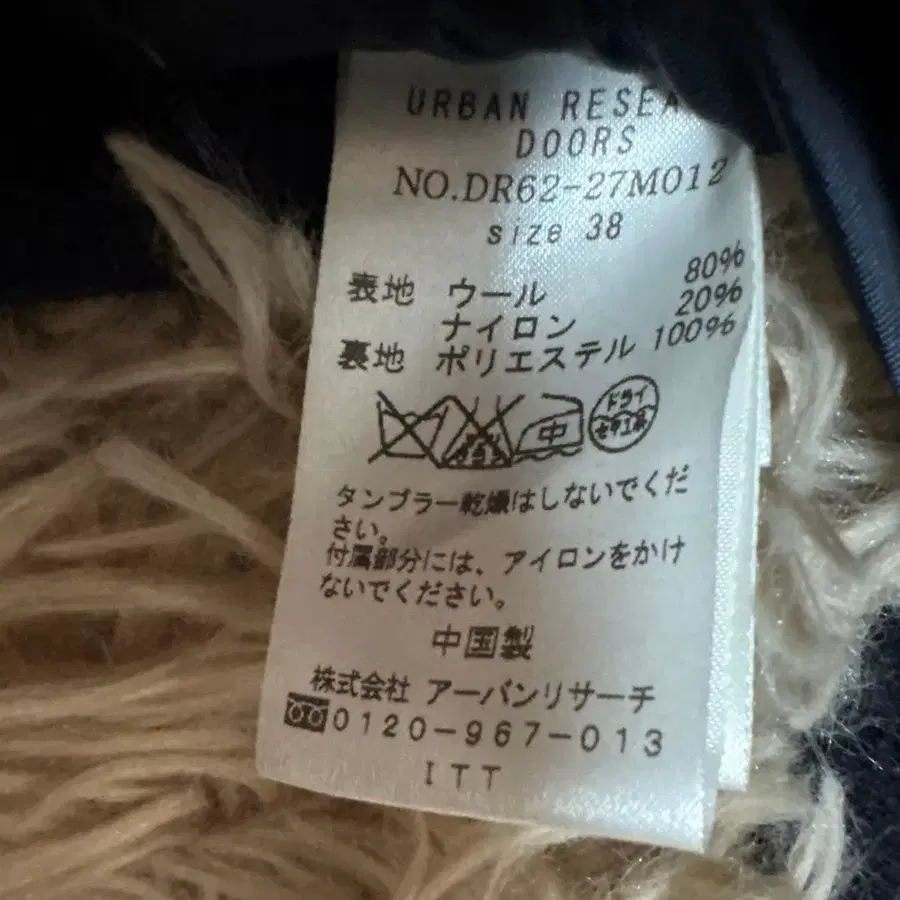 URBAN RESEA
DOORS
NO.DR62-27M012
size 38
表地 ウール 80%
ナイロン 20%
裏地 ポリエステル 100%
中 ドライ
セキユ系
タンブラー乾燥はしないでくだ
さい。
付属部分には、アイロンをかけ
ないでください。
中国製
株式会社 アーバンリサーチ
0120-967-013
ITT